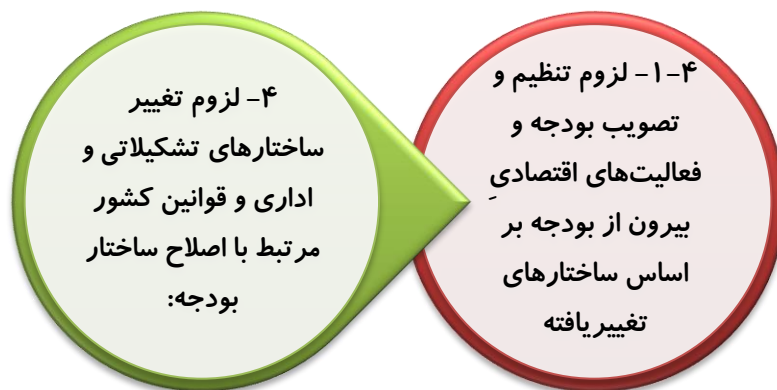 ۴- لزوم تغییر
ساختارهای تشکیلاتی و
اداری و قوانین کشور
مرتبط با اصلاح ساختار
بودجه:
۴-۱- لزوم تنظیم و
تصویب بودجه و
فعالیت‌های اقتصادیِ
بیرون از بودجه بر
اساس ساختارهای
تغییریافته